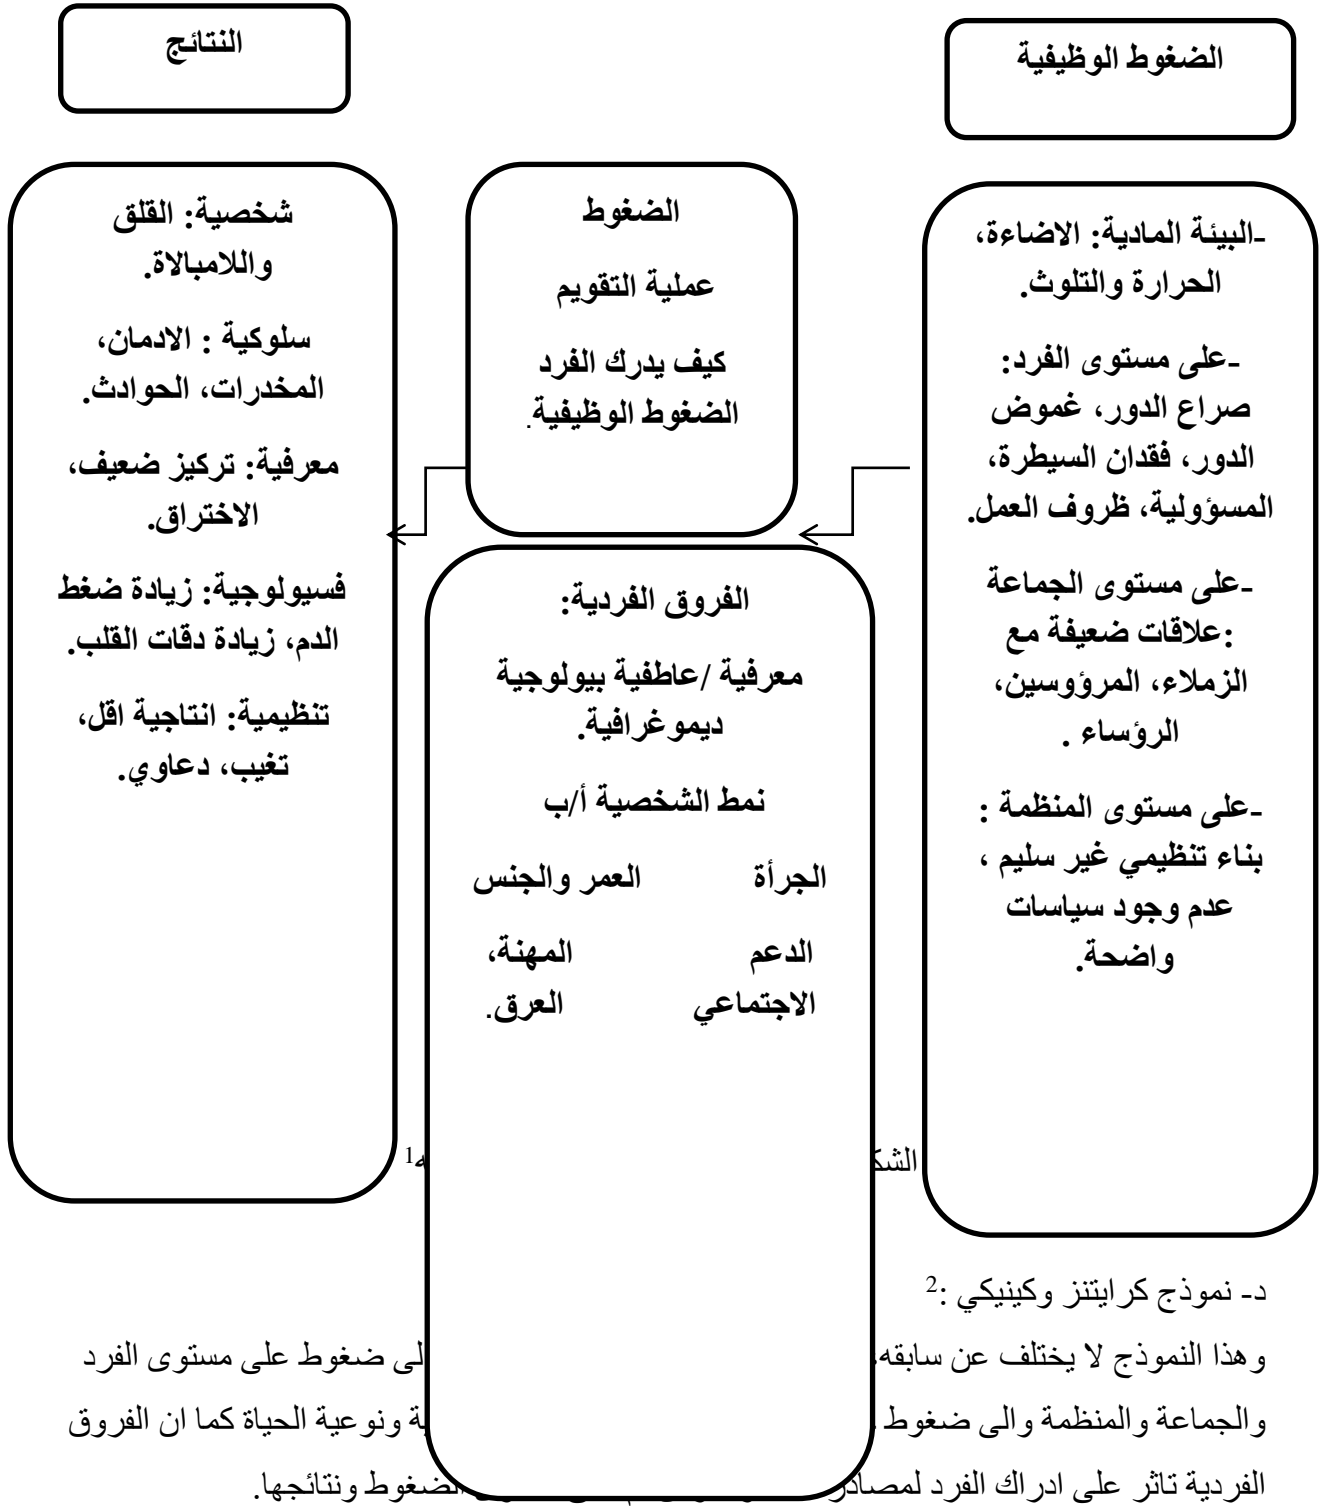 الضغوط الوظيفية
النتائج
-البيئة المادية: الاضاءة،
الحرارة والتلوث.
-على مستوى الفرد:
صراع الدور، غموض
الدور، فقدان السيطرة،
المسؤولية، ظروف العمل.
-على مستوى الجماعة
:علاقات ضعيفة مع
الزملاء، المرؤوسين،
الرؤساء .
-على مستوى المنظمة :
بناء تنظيمي غير سليم ،
عدم وجود سياسات
واضحة.
الضغوط
عملية التقويم
كيف يدرك الفرد
الضغوط الوظيفية.
الفروق الفردية:
معرفية /عاطفية بيولوجية
ديموغرافية.
نمط الشخصية أ/ب
الجرأة العمر والجنس
الدعم المهنة،
الاجتماعي العرق.
شخصية: القلق
واللامبالاة.
سلوكية : الادمان،
المخدرات، الحوادث.
معرفية: تركيز ضعيف،
الاختراق.
فسيولوجية: زيادة ضغط
الدم، زيادة دقات القلب.
تنظيمية: انتاجية اقل،
تغيب، دعاوي.
د- نموذج كرايتنز وكينيكي :2
وهذا النموذج لا يختلف عن سابقه ضغوط على مستوى الفرد
والجماعة والمنظمة والى ضغوط ونوعية الحياة كما ان الفروق
الفردية تاثر على ادراك الفرد الضغوط ونتائجها.